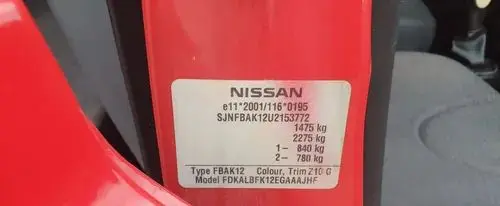 NISSAN
e11*2001/116*0195
SJNFBAK12U2153772
1475 kg
2275 kg
1- 840 kg
2- 780 kg
Type FBAK12 Colour, Trim Z10 G
Model FDKALBFK12EGAAAJHF